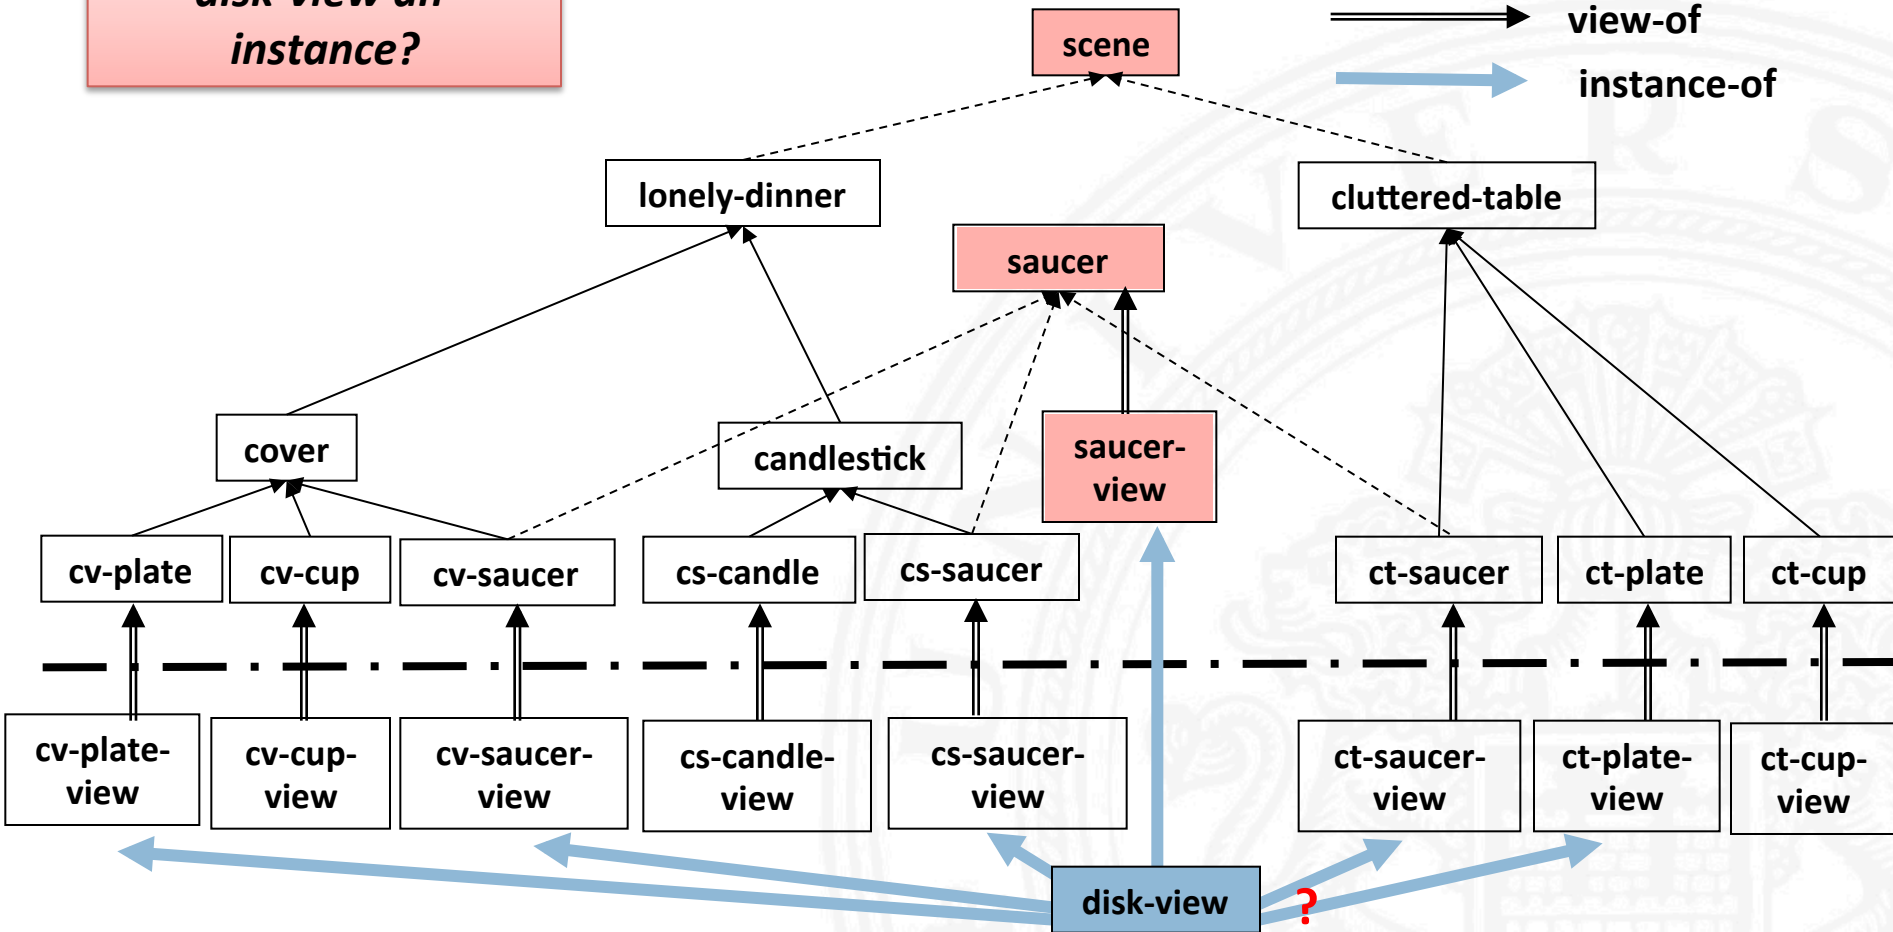 disk-view an
instance?
scene
view-of
instance-of
lonely-dinner
cluttered-table
saucer
cover
candlestick
saucer-
view
cv-plate
cv-cup
cv-saucer
cs-candle
cs-saucer
ct-saucer
ct-plate
ct-cup
cv-plate-
view
cv-cup-
view
cv-saucer-
view
cs-candle-
view
cs-saucer-
view
ct-saucer-
view
ct-plate-
view
ct-cup-
view
disk-view
?